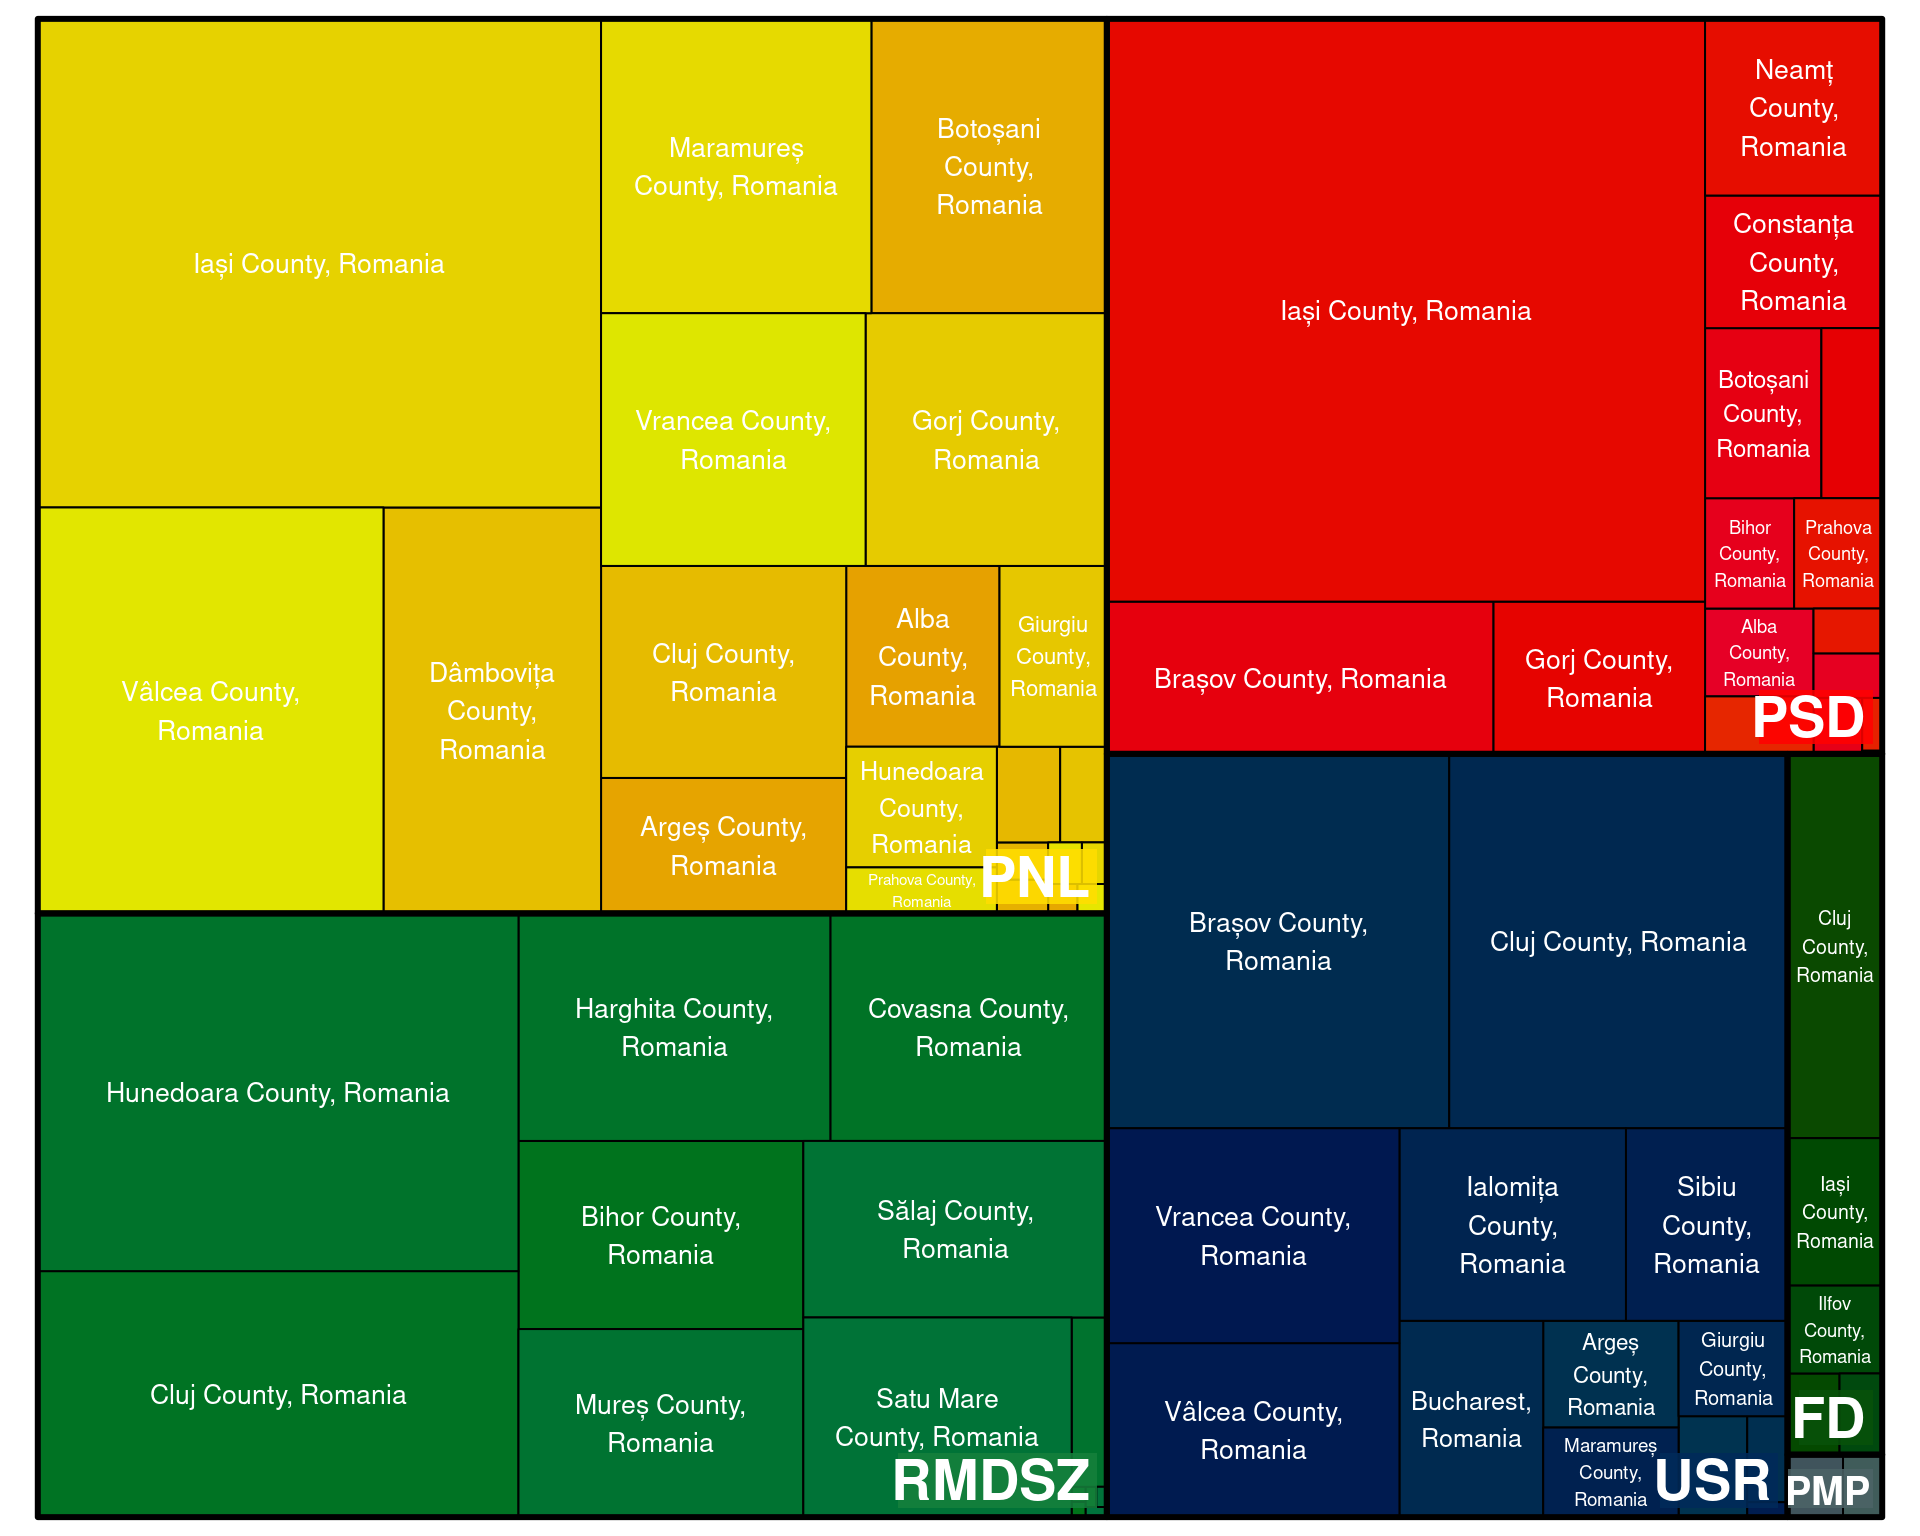 Iași County, Romania
Maramureș
County, Romania
Botoșani
County,
Romania
Vrancea County,
Romania
Gorj County,
Romania
Vâlcea County,
Romania
Dâmbovița
County,
Romania
Cluj County,
Romania
Argeș County,
Romania
Alba
County,
Romania
Giurgiu
County,
Romania
Hunedoara
County,
Romania
Prahova County,
Romania
PNL
Iași County, Romania
Neamț
County,
Romania
Constanța
County,
Romania
Botoșani
County,
Romania
Bihor
County,
Romania
Prahova
County,
Romania
Alba
County,
Romania
Brașov County, Romania
Gorj County,
Romania
PSD
Hunedoara County, Romania
Cluj County, Romania
Harghita County,
Romania
Covasna County,
Romania
Bihor County,
Romania
Sălaj County,
Romania
Mureș County,
Romania
Satu Mare
County, Romania
RMDSZ
Brașov County,
Romania
Cluj County, Romania
Vrancea County,
Romania
Vâlcea County,
Romania
Ialomița
County,
Romania
Sibiu
County,
Romania
Bucharest,
Romania
Argeș
County,
Romania
Giurgiu
County,
Romania
Maramureș
County,
Romania
USR
Cluj
County,
Romania
Iași
County,
Romania
Ilfov
County,
Romania
FD
PMP